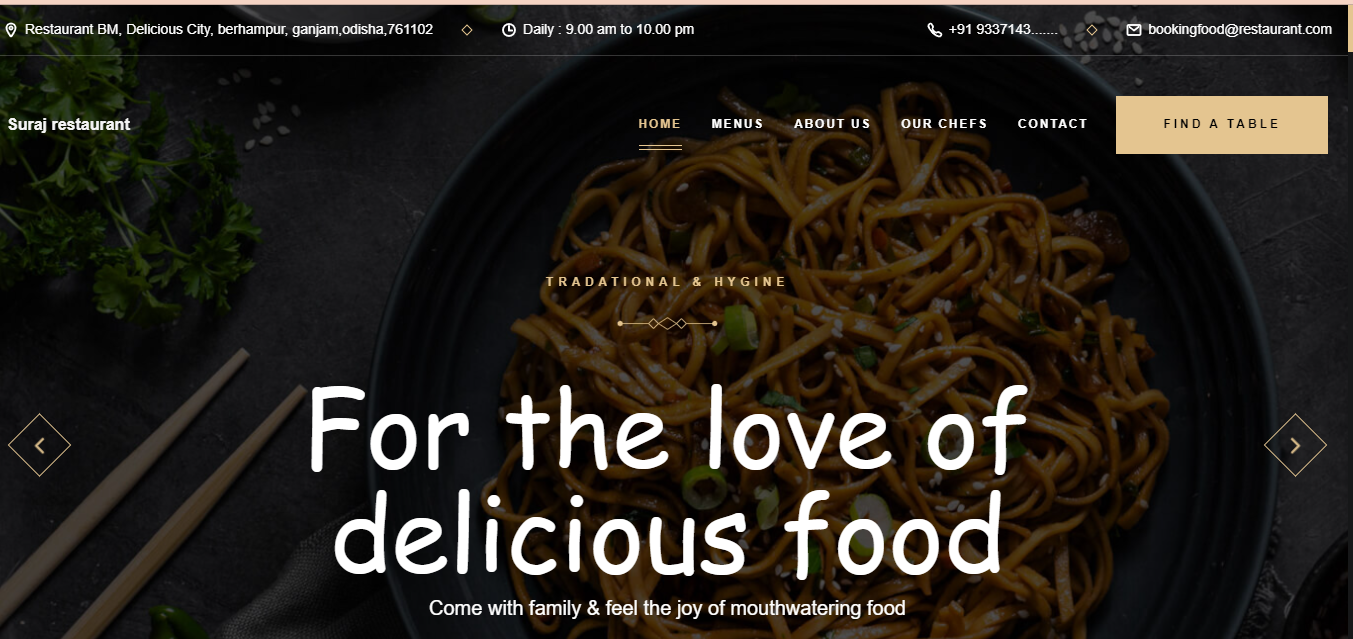 Restaurant BM, Delicious City, berhampur, ganjam,odisha,761102
Daily : 9.00 am to 10.00 pm
+91 9337143.......
bookingfood@restaurant.com
Suraj restaurant
HOME
MENUS
ABOUT US
OUR CHEFS
CONTACT
FIND A TABLE
TRADATIONAL & HYGINE
For the love of
delicious food
Come with family & feel the joy of mouthwatering food